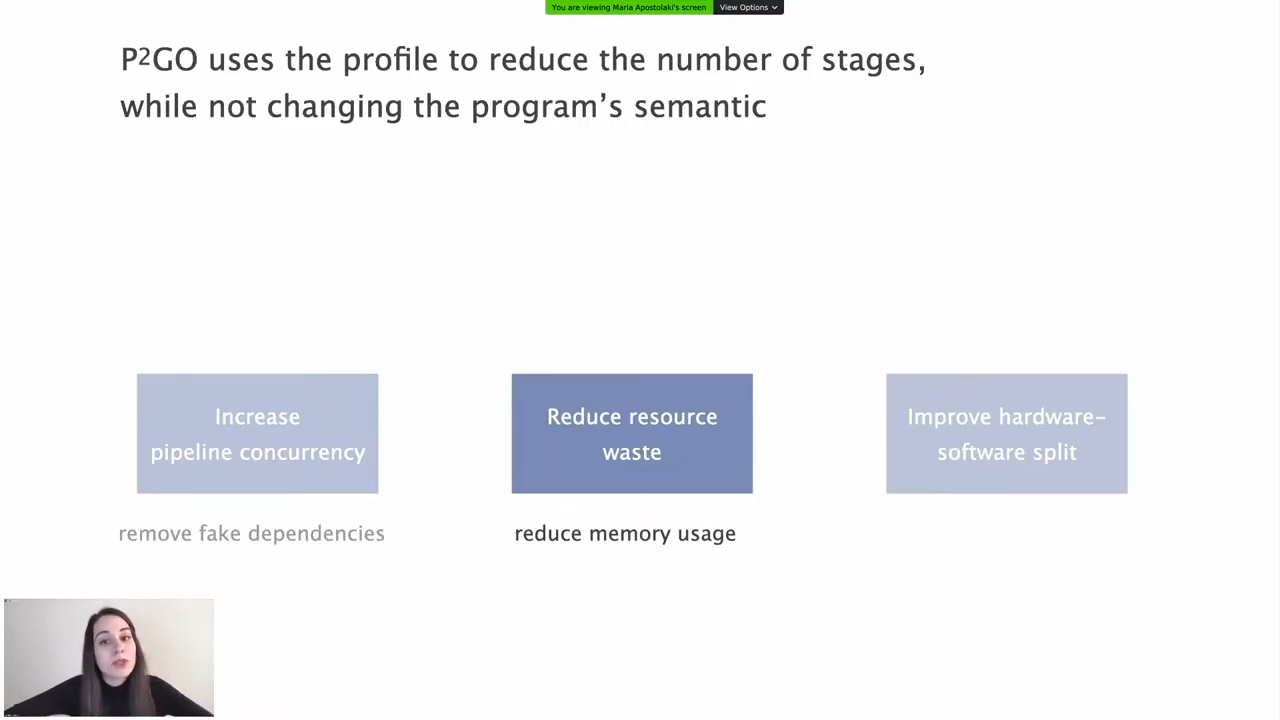 You are viewing Maria Apostolaki's screen View Options
P2GO uses the profile to reduce the number of stages,
while not changing the program's semantic
Increase
pipeline concurrency
Reduce resource
waste
Improve hardware-
software split
remove fake dependencies
reduce memory usage